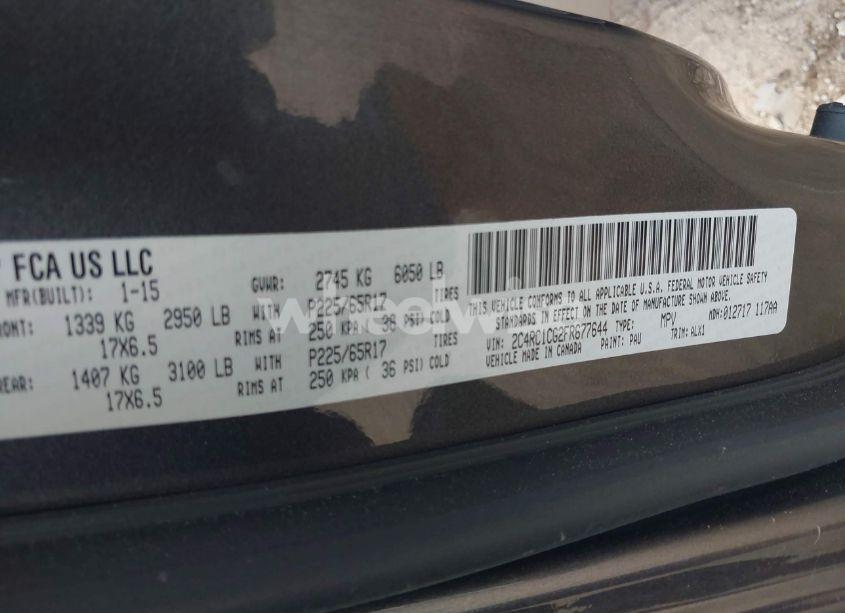 FCA US LLC
MFR(BUILT): 1-15 GVWR: 2745 KG 6050 LB
RONT: 1339 KG 2950 LB WITH P225/65R17 TIRES
17X6.5 RIMS AT 250 KPA ( 36 PSI) COLD
REAR: 1407 KG 3100 LB WITH P225/65R17 TIRES
17X6.5 RIMS AT 250 KPA ( 36 PSI) COLD
THIS VEHICLE CONFORMS TO ALL APPLICABLE U.S.A. FEDERAL MOTOR VEHICLE SAFETY
STANDARDS IN EFFECT ON THE DATE OF MANUFACTURE SHOWN ABOVE.
VIN: 2C4RC1CG2FR677644 TYPE: MPV MDH: 012717 117AA
VEHICLE MADE IN CANADA PAINT: PAU TRIM: ALX1